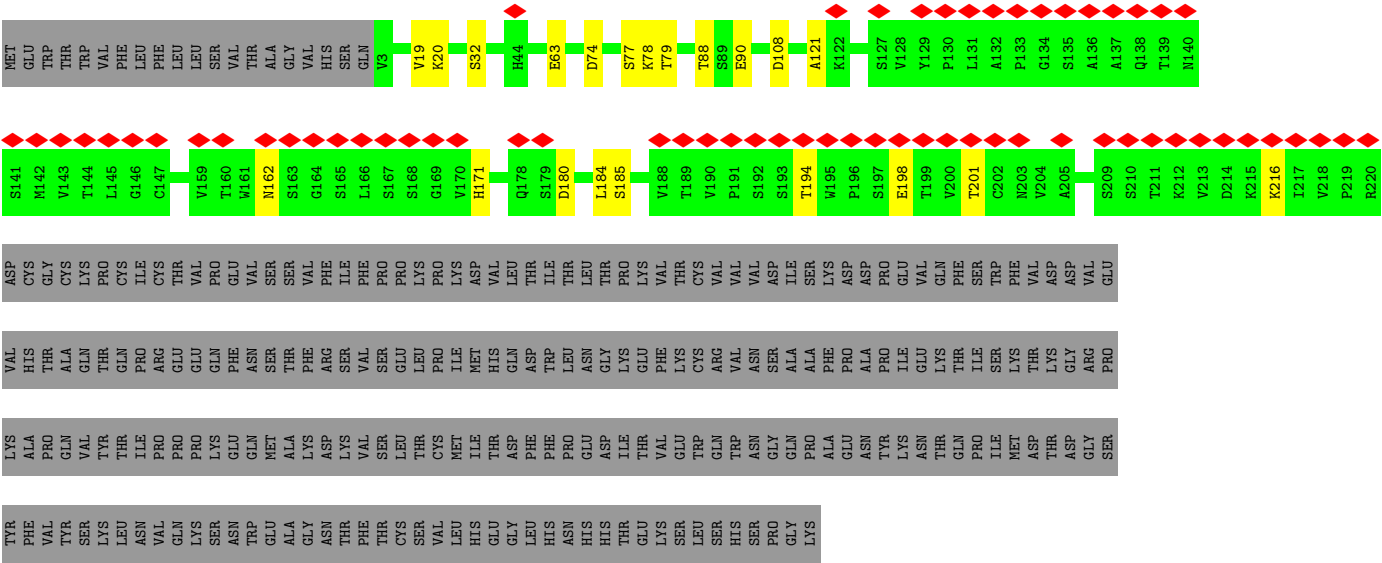 MET GLU TRP THR TRP VAL PHE LEU PHE LEU LEU SER VAL THR ALA GLY VAL HIS SER GLN V3 V19 K20 S32 H44 E63 D74 S77 K78 T79 T88 S89 E90 D108 A121 K122 S127 V128 Y129 P130 L131 A132 P133 G134 S135 A136 A137 Q138 T139 N140
S141 M142 V143 T144 L145 G146 C147 V159 T160 W161 N162 S163 G164 S165 L166 S167 S168 G169 V170 H171 Q178 S179 D180 L184 S185 V188 T189 V190 P191 S192 S193 T194 W195 P196 S197 E198 T199 V200 T201 C202 N203 V204 A205 S209 S210 T211 K212 V213 D214 K215 K216 I217 V218 P219 R220
ASP CYS GLY CYS LYS PRO CYS ILE CYS THR VAL PRO GLU VAL SER SER VAL PHE ILE PHE PRO PRO LYS PRO LYS ASP VAL LEU THR ILE THR LEU THR PRO LYS VAL THR CYS VAL VAL VAL ASP ILE SER LYS ASP ASP PRO GLU VAL GLN PHE SER TRP PHE VAL ASP ASP VAL GLU
VAL HIS THR ALA GLN THR GLN PRO ARG GLU GLU GLN PHE ASN SER THR PHE ARG SER VAL SER GLU LEU PRO ILE MET HIS GLN ASP TRP LEU ASN GLY LYS GLU PHE LYS CYS ARG VAL ASN SER ALA ALA PHE PRO ALA PRO ILE GLU LYS THR ILE SER LYS THR LYS GLY ARG PRO
LYS ALA PRO GLN VAL TYR THR ILE PRO PRO PRO LYS GLU GLN MET ALA LYS ASP LYS VAL SER LEU THR CYS MET ILE THR ASP PHE PHE PRO GLU ASP ILE THR VAL GLU TRP GLN TRP ASN GLY GLN PRO ALA GLU ASN TYR LYS ASN THR GLN PRO ILE MET ASP THR ASP GLY SER
TYR PHE VAL TYR SER LYS LEU ASN VAL GLN LYS SER ASN TRP GLU ALA GLY ASN THR PHE THR CYS SER VAL LEU HIS GLU GLY LEU HIS ASN HIS HIS THR GLU LYS SER LEU SER HIS SER PRO GLY LYS